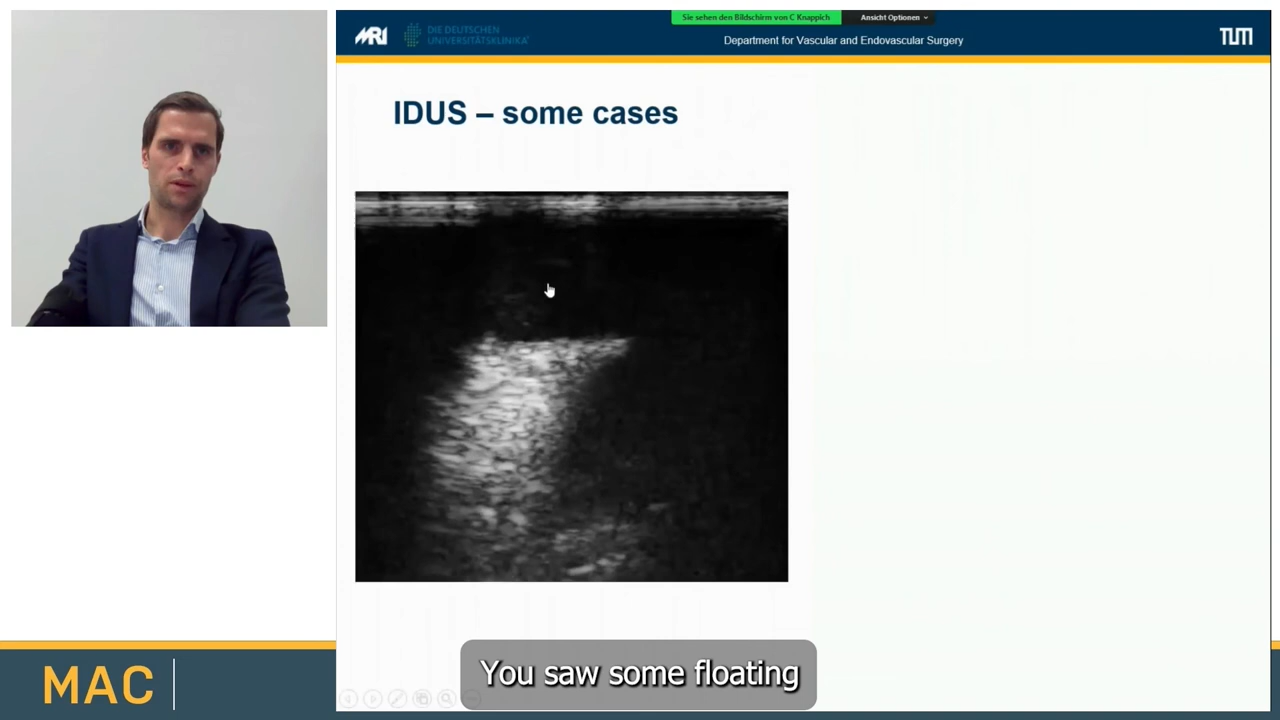 Sie sehen den Bildschirm von C Knappich
Ansicht Optionen
MRI
DIE DEUTSCHEN
UNIVERSITÄTSKLINIKA®
Department for Vascular and Endovascular Surgery
TUM
IDUS – some cases
You saw some floating
MAC